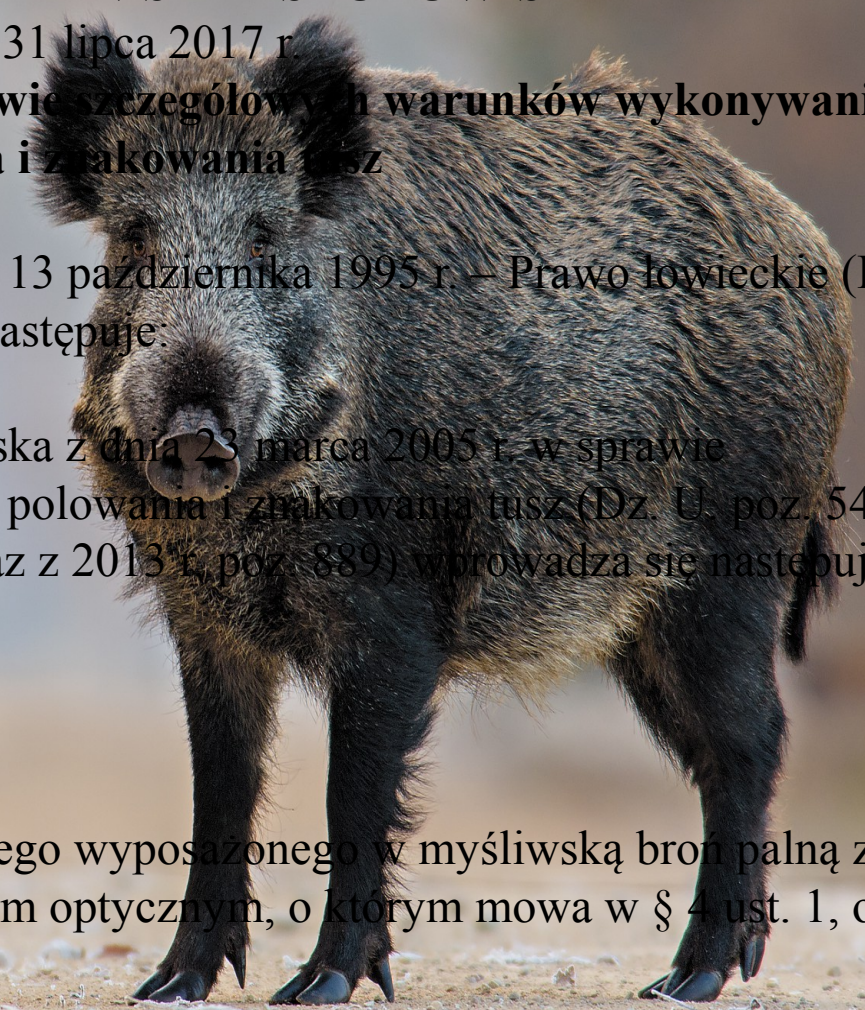 31 lipca 2017 r.
wie szczegółowych warunków wykonywani
a i znakowania tusz
13 października 1995 r. – Prawo łowieckie (
astępuje:
ska z dnia 23 marca 2005 r. w sprawie
polowania i znakowania tusz (Dz. U. poz. 54
az z 2013 r. poz. 889) wprowadza się następuj
ego wyposażonego w myśliwską broń palną z
m optycznym, o którym mowa w § 4 ust. 1, o